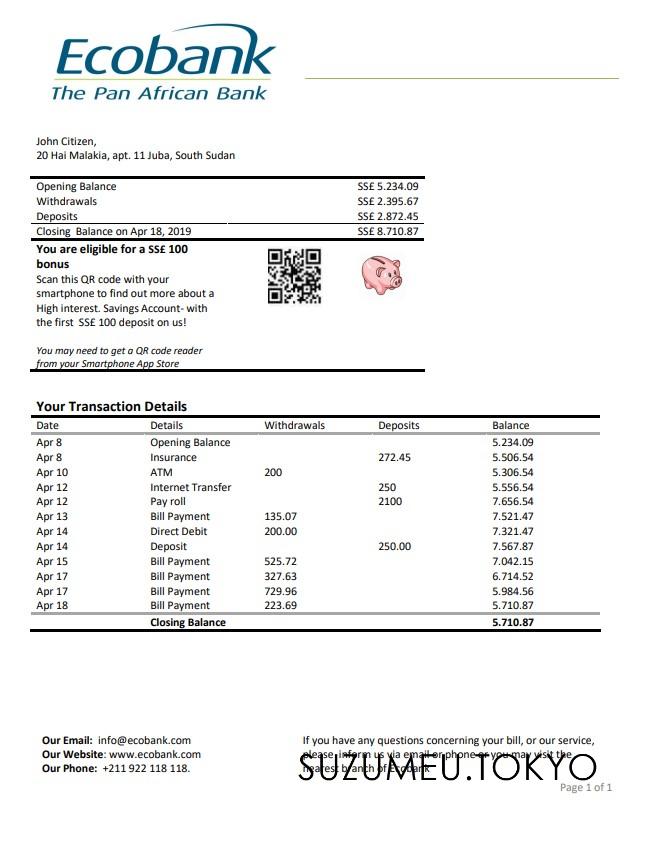 Ecobank
The Pan African Bank
John Citizen,
20 Hai Malakia, apt. 11 Juba, South Sudan
Opening Balance SS£ 5.234.09
Withdrawals SS£ 2.395.67
Deposits SS£ 2.872.45
Closing Balance on Apr 18, 2019 SS£ 8.710.87
You are eligible for a SS£ 100
bonus
Scan this QR code with your
smartphone to find out more about a
High interest. Savings Account- with
the first SS£ 100 deposit on us!
You may need to get a QR code reader
from your Smartphone App Store
Your Transaction Details
Date Details Withdrawals Deposits Balance
Apr 8 Opening Balance 5.234.09
Apr 8 Insurance 272.45 5.506.54
Apr 10 ATM 200 5.306.54
Apr 12 Internet Transfer 250 5.556.54
Apr 12 Pay roll 2100 7.656.54
Apr 13 Bill Payment 135.07 7.521.47
Apr 14 Direct Debit 200.00 7.321.47
Apr 14 Deposit 250.00 7.567.87
Apr 15 Bill Payment 525.72 7.042.15
Apr 17 Bill Payment 327.63 6.714.52
Apr 17 Bill Payment 729.96 5.984.56
Apr 18 Bill Payment 223.69 5.710.87
Closing Balance 5.710.87
Our Email: info@ecobank.com
Our Website: www.ecobank.com
Our Phone: +211 922 118 118.
If you have any questions concerning your bill, or our service,
please, inform us via email or phone or you may visit the
nearest branch of Ecobank
SUZUMEU.TOKYO
Page 1 of 1